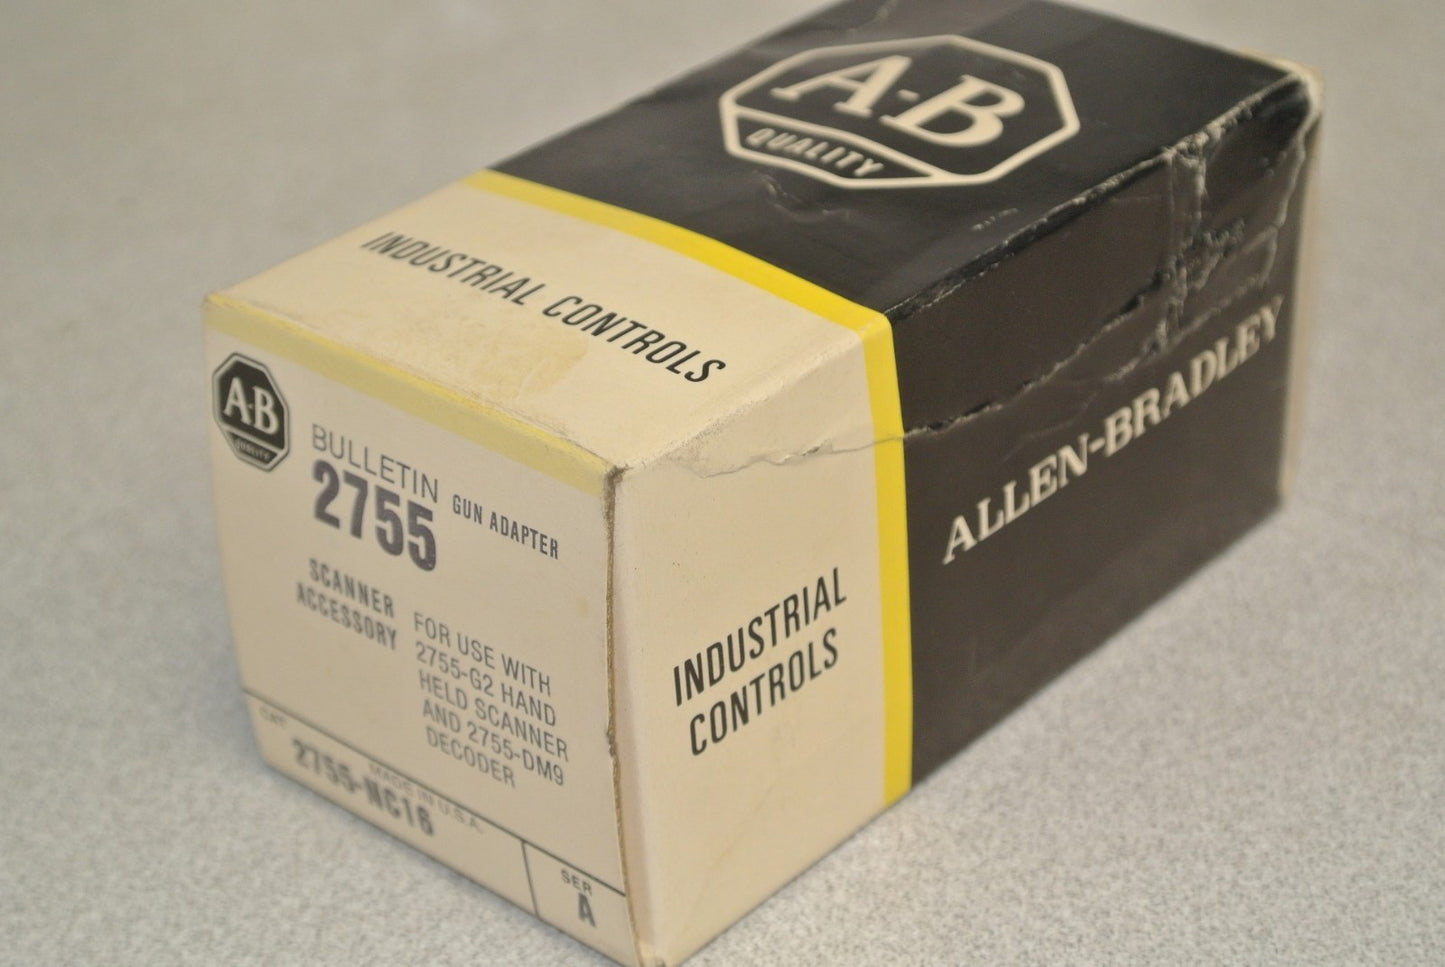 A-B
QUALITY
INDUSTRIAL CONTROLS
ALLEN-BRADLEY
INDUSTRIAL
CONTROLS
A-B
QUALITY
BULLETIN
2755
GUN ADAPTER
SCANNER
ACCESSORY
FOR USE WITH
2755-G2 HAND
HELD SCANNER
AND 2755-DM9
DECODER
CAT
MADE IN U.S.A.
2755-NC16
SER
A